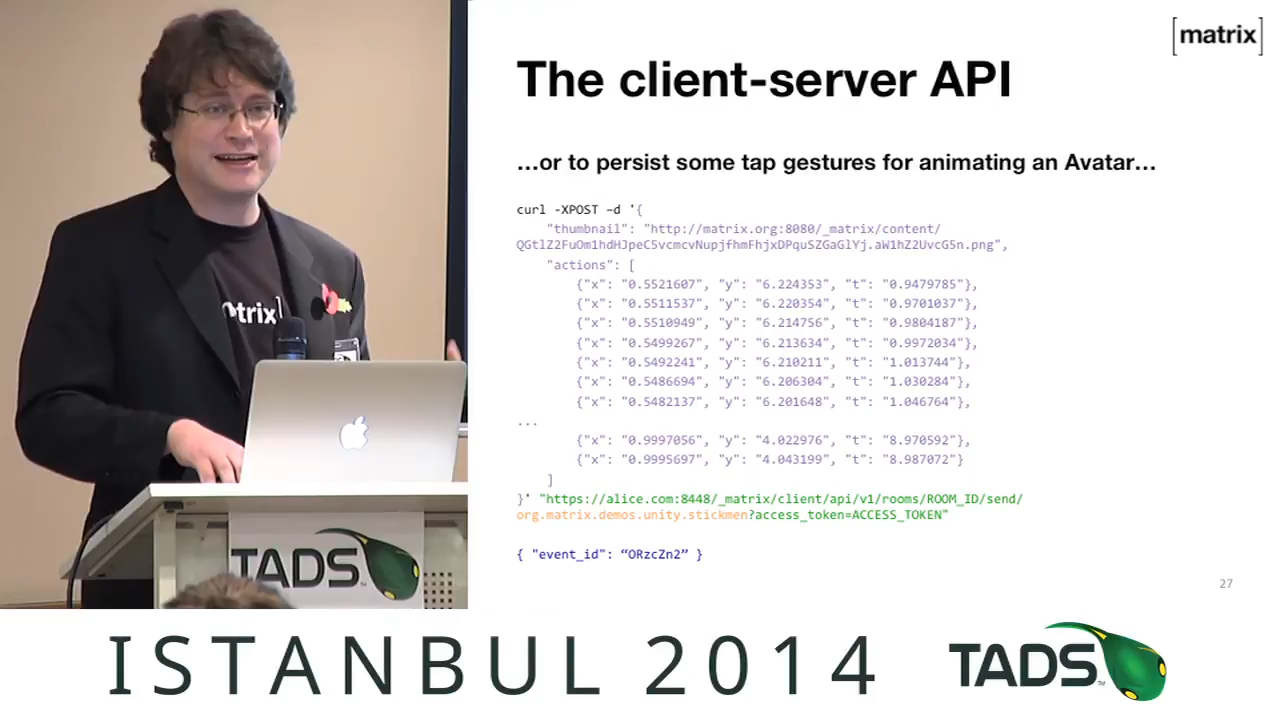 [matrix]
The client-server API
…or to persist some tap gestures for animating an Avatar…
curl -XPOST –d '{
"thumbnail": "http://matrix.org:8080/_matrix/content/
QGtlZ2FuOm1hdHJpeC5vcmcvNupjfhmFhjxDPquSZGaGlYj.aW1hZ2UvcG5n.png",
"actions": [
{"x": "0.5521607", "y": "6.224353", "t": "0.9479785"},
{"x": "0.5511537", "y": "6.220354", "t": "0.9701037"},
{"x": "0.5510949", "y": "6.214756", "t": "0.9804187"},
{"x": "0.5499267", "y": "6.213634", "t": "0.9972034"},
{"x": "0.5492241", "y": "6.210211", "t": "1.013744"},
{"x": "0.5486694", "y": "6.206304", "t": "1.030284"},
{"x": "0.5482137", "y": "6.201648", "t": "1.046764"},
...
{"x": "0.9997056", "y": "4.022976", "t": "8.970592"},
{"x": "0.9995697", "y": "4.043199", "t": "8.987072"}
]
}' "https://alice.com:8448/_matrix/client/api/v1/rooms/ROOM_ID/send/
org.matrix.demos.unity.stickmen?access_token=ACCESS_TOKEN"
{ "event_id": “ORzcZn2” }
27
trix]
TADS
ISTANBUL 2014
TADS™